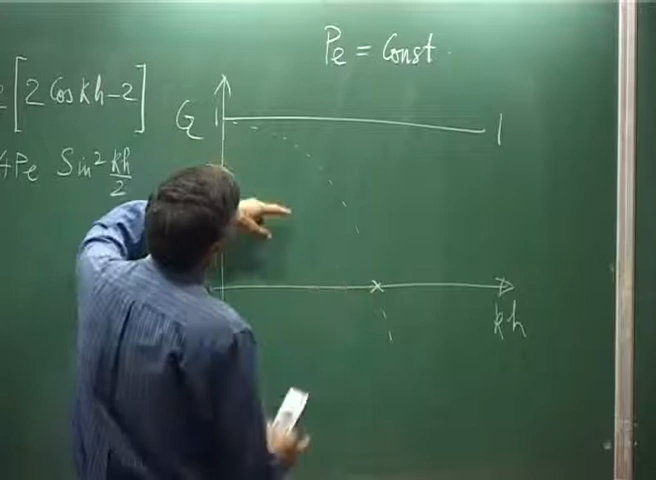 Pe = Const.
[2 Cos kh - 2]
4Pe Sin² kh/2
G
1
kh